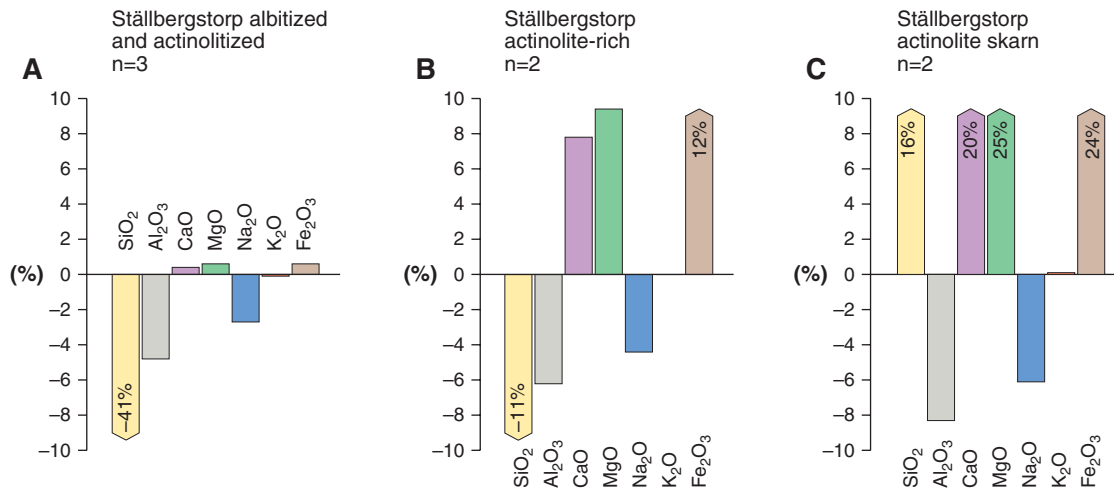 Ställbergstorp albitized
and actinolitized
n=3
A
10
8
6
4
2
0
–2
–4
–6
–8
–10
(%)
SiO₂
Al₂O₃
CaO
MgO
Na₂O
K₂O
Fe₂O₃
–41%
Ställbergstorp
actinolite-rich
n=2
B
10
8
6
4
2
0
–2
–4
–6
–8
–10
(%)
12%
–11%
SiO₂
Al₂O₃
CaO
MgO
Na₂O
K₂O
Fe₂O₃
Ställbergstorp
actinolite skarn
n=2
C
10
8
6
4
2
0
–2
–4
–6
–8
–10
(%)
16%
20%
25%
24%
SiO₂
Al₂O₃
CaO
MgO
Na₂O
K₂O
Fe₂O₃